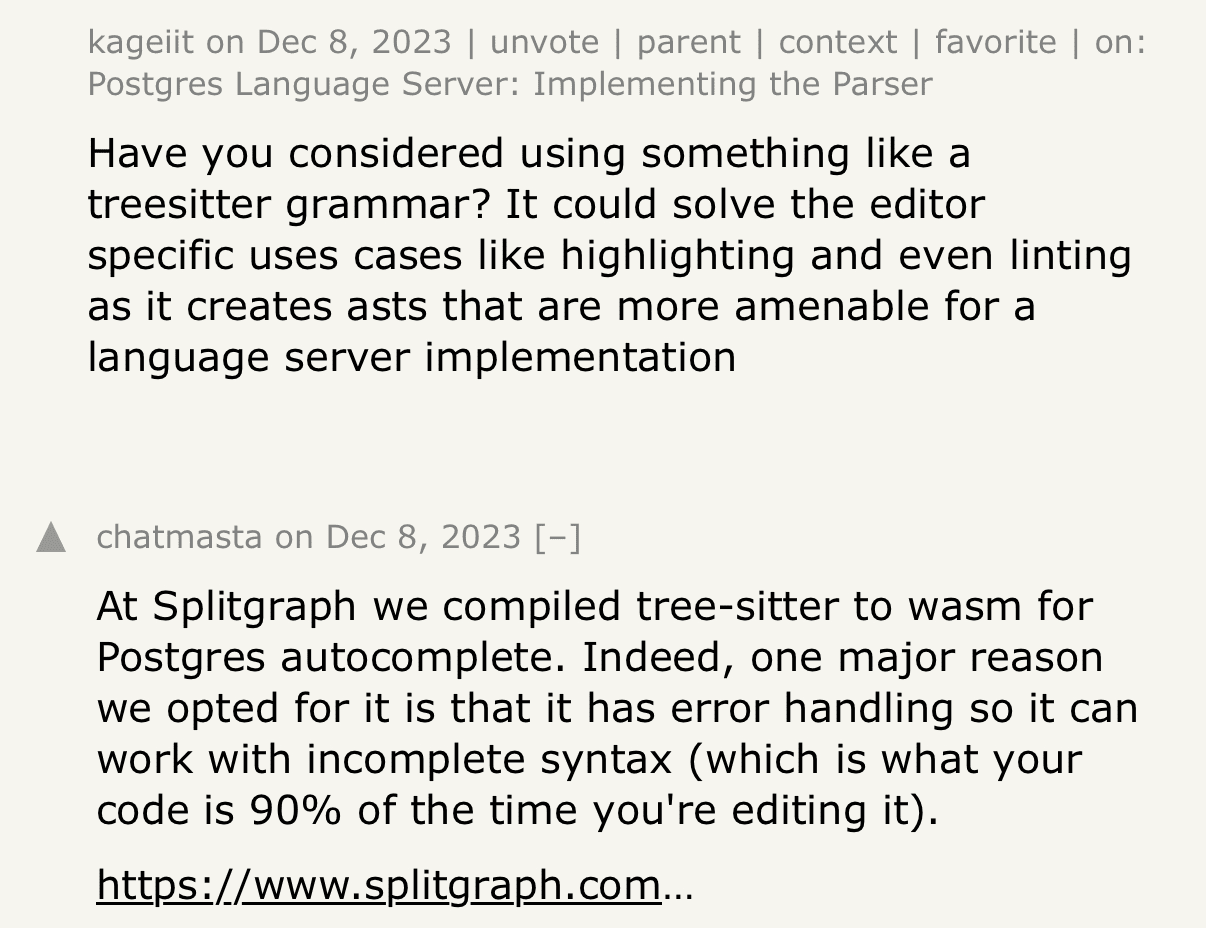 kageiit on Dec 8, 2023 | unvote | parent | context | favorite | on:
Postgres Language Server: Implementing the Parser
Have you considered using something like a
treesitter grammar? It could solve the editor
specific uses cases like highlighting and even linting
as it creates asts that are more amenable for a
language server implementation
chatmasta on Dec 8, 2023 [–]
At Splitgraph we compiled tree-sitter to wasm for
Postgres autocomplete. Indeed, one major reason
we opted for it is that it has error handling so it can
work with incomplete syntax (which is what your
code is 90% of the time you're editing it).
https://www.splitgraph.com…